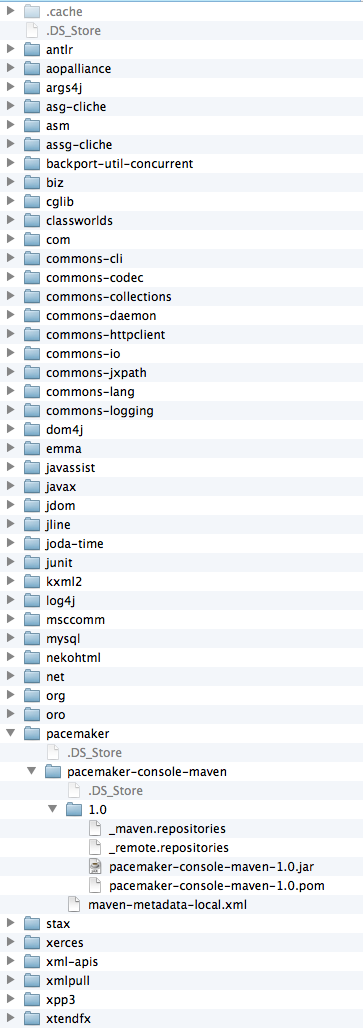 .cache
.DS_Store
antlr
aopalliance
args4j
asg-cliche
asm
assg-cliche
backport-util-concurrent
biz
cglib
classworlds
com
commons-cli
commons-codec
commons-collections
commons-daemon
commons-httpclient
commons-io
commons-jxpath
commons-lang
commons-logging
dom4j
emma
javassist
javax
jdom
jline
joda-time
junit
kxml2
log4j
msccomm
mysql
nekohtml
net
org
oro
pacemaker
.DS_Store
pacemaker-console-maven
.DS_Store
1.0
_maven.repositories
_remote.repositories
pacemaker-console-maven-1.0.jar
pacemaker-console-maven-1.0.pom
maven-metadata-local.xml
stax
xerces
xml-apis
xmlpull
xpp3
xtendfx